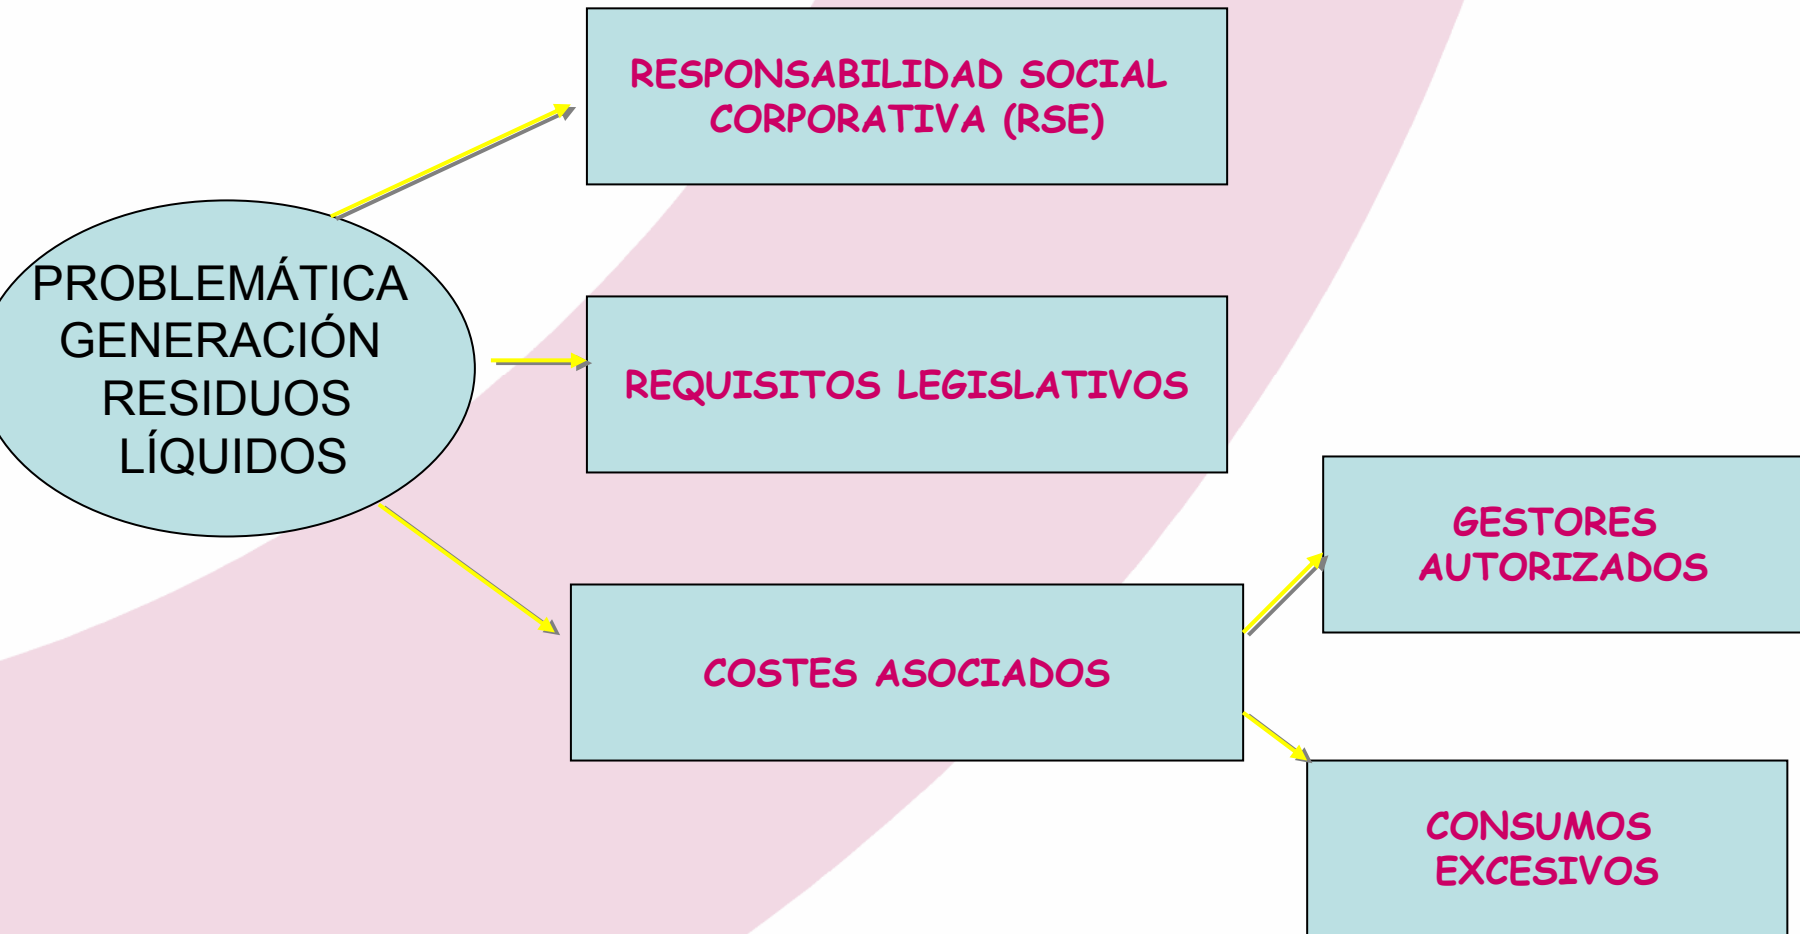 RESPONSABILIDAD SOCIAL
CORPORATIVA (RSE)
PROBLEMÁTICA
GENERACIÓN
RESIDUOS
LÍQUIDOS
REQUISITOS LEGISLATIVOS
GESTORES
AUTORIZADOS
COSTES ASOCIADOS
CONSUMOS
EXCESIVOS